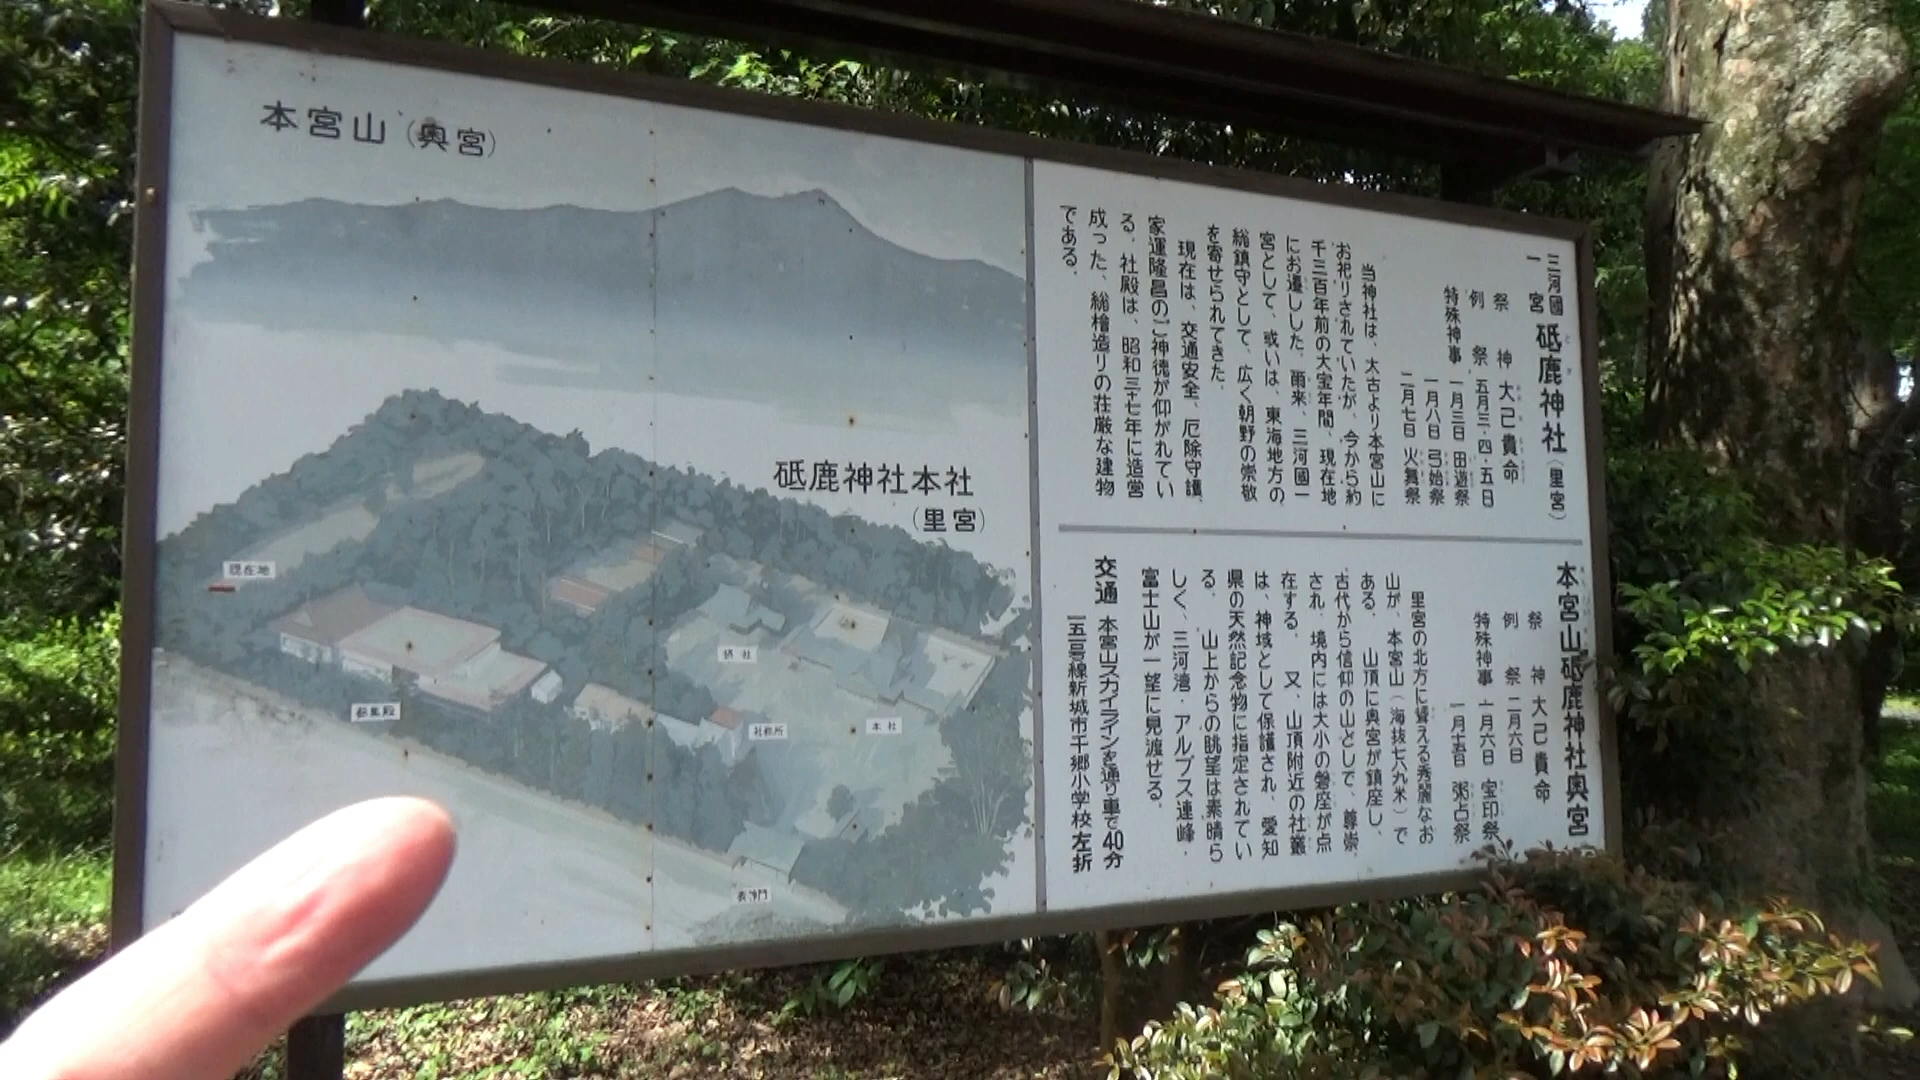 本宮山(奥宮)
砥鹿神社本社
(里宮)
現在地
参集殿
摂社
社務所
本社
表神門
三河國
一宮
砥鹿神社(里宮)
祭神 大己貴命
例祭 五月三・四・五日
特殊神事 一月三日 田遊祭
一月八日 弓始祭
二月七日 火舞祭
当神社は、太古より本宮山に
お祀りされていたが、今から約
千三百年前の大宝年間、現在地
にお遷しした。爾来、三河國一
宮として、或いは、東海地方の、
総鎮守として、広く朝野の崇敬
を寄せられてきた。
現在は、交通安全、厄除守護、
家運隆昌のご神徳が仰がれてい
る。社殿は、昭和三十七年に造営
成った、総檜造りの荘厳な建物
である。
本宮山砥鹿神社奥宮
祭神 大己貴命
例祭 二月六日
特殊神事 一月六日 宝印祭
一月十五日 粥占祭
里宮の北方に聳える秀麗なお
山が、本宮山(海抜七八九米)で
ある。山頂に奥宮が鎮座し、
古代から信仰の山として、尊崇
され、境内には大小の磐座が点
在する。又、山頂附近の社叢
は、神域として保護され、愛知
県の天然記念物に指定されてい
る。山上からの眺望は素晴ら
しく、三河湾・アルプス連峰・
富士山が一望に見渡せる。
交通 本宮山スカイラインを通り車で40分
一五一号線新城市千郷小学校左折